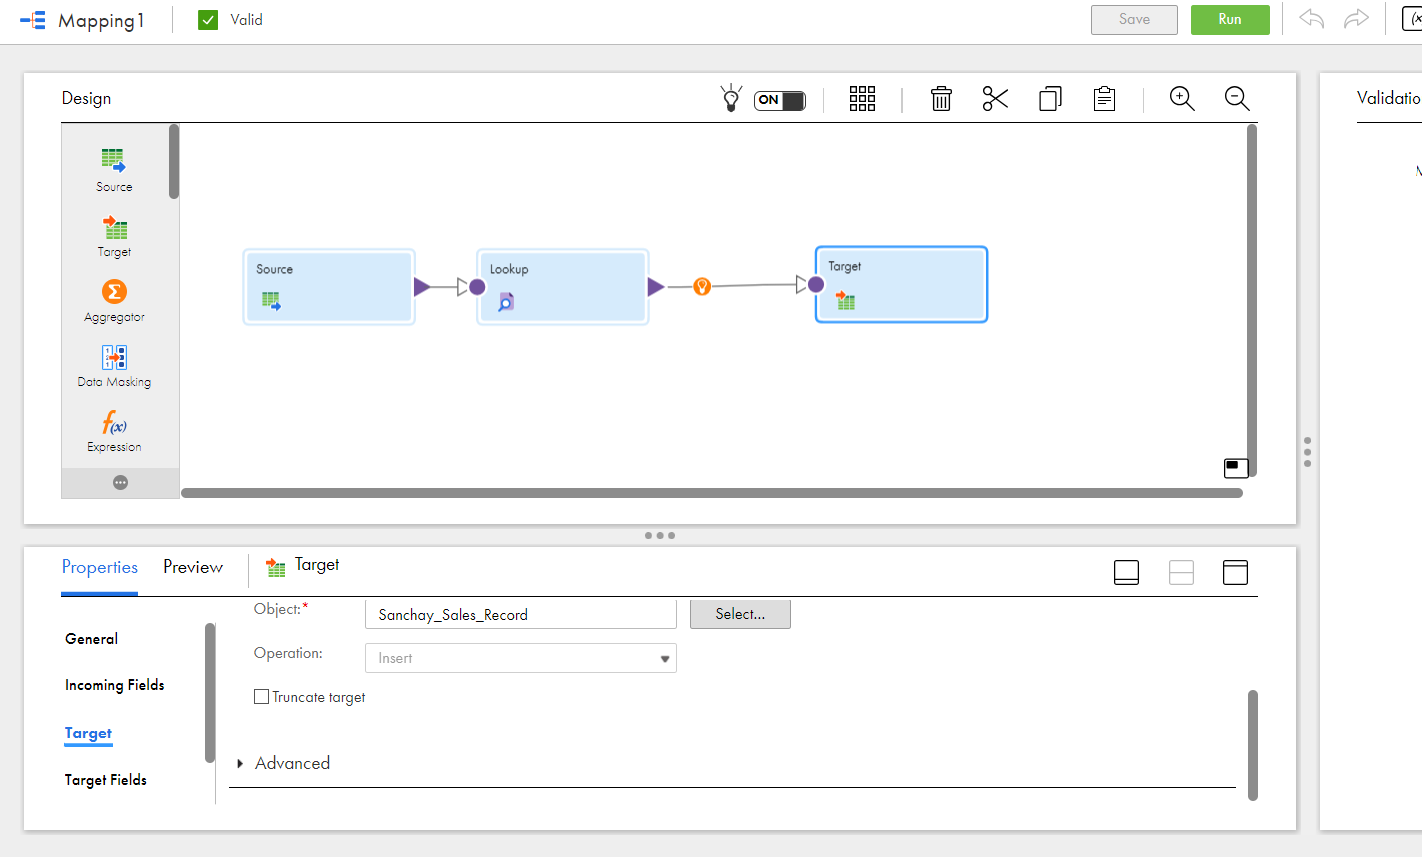 Mapping1
Valid
Save
Run
Design
ON
Validatio
Source
Target
Aggregator
Data Masking
Expression
Source
Lookup
Target
Properties
Preview
Target
General
Incoming Fields
Target
Target Fields
Object:*
Sanchay_Sales_Record
Select...
Operation:
Insert
Truncate target
Advanced